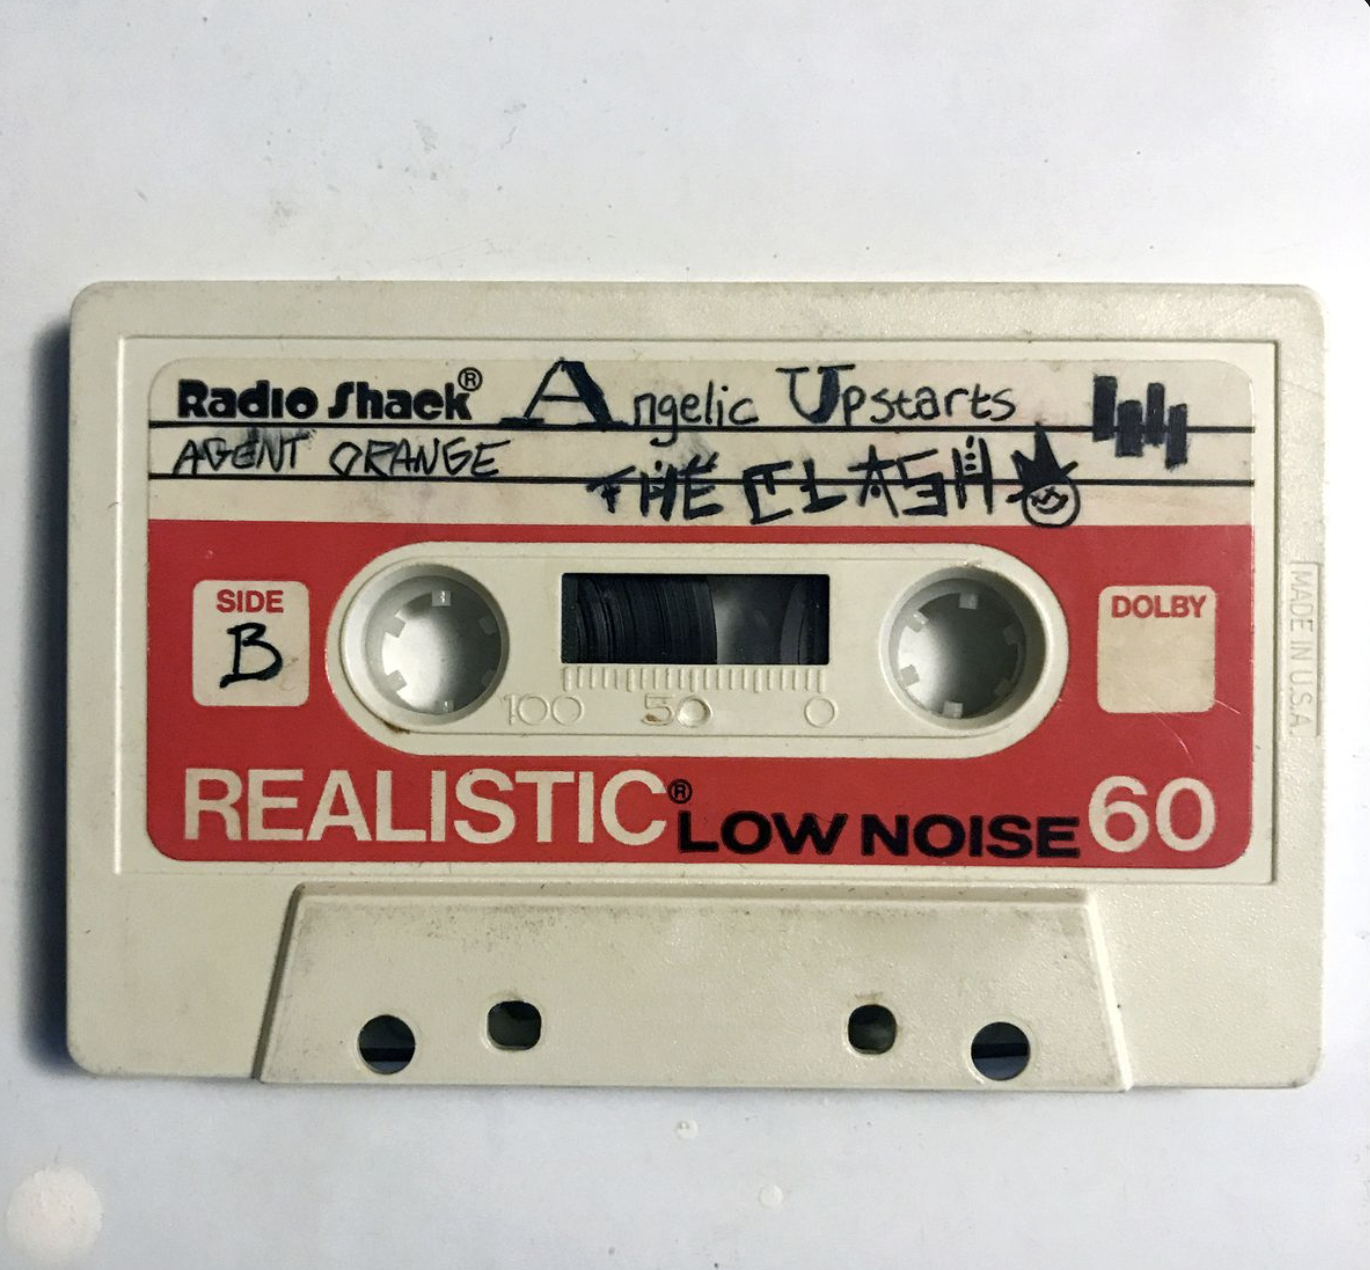 Radio Shack® Angelic Upstarts
AGENT ORANGE
THE CLASH
SIDE
B
DOLBY
100 50 0
REALISTIC® LOW NOISE 60
MADE IN U.S.A.